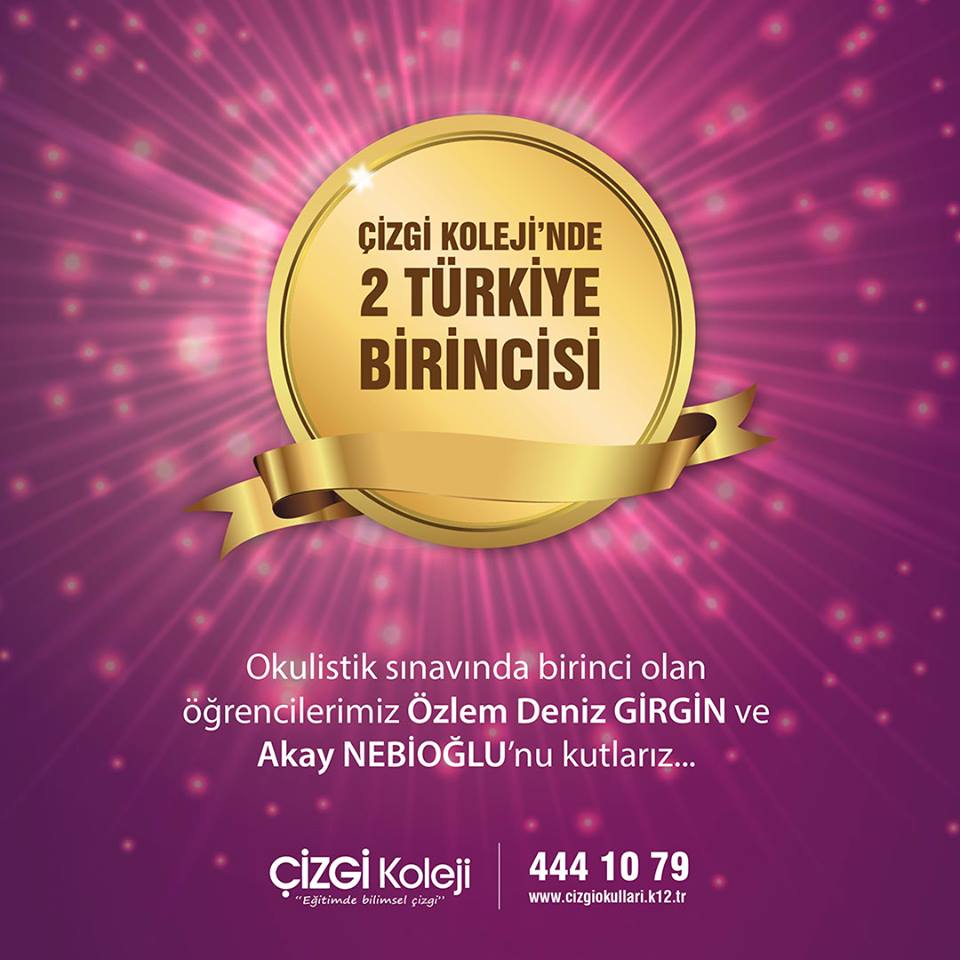 ÇİZGİ KOLEJİ'NDE
2 TÜRKİYE
BİRİNCİSİ
Okulistik sınavında birinci olan
öğrencilerimiz Özlem Deniz GİRGİN ve
Akay NEBİOĞLU'nu kutlarız...
ÇİZGİ Koleji
"Eğitimde bilimsel çizgi"
444 10 79
www.cizgiokullari.k12.tr